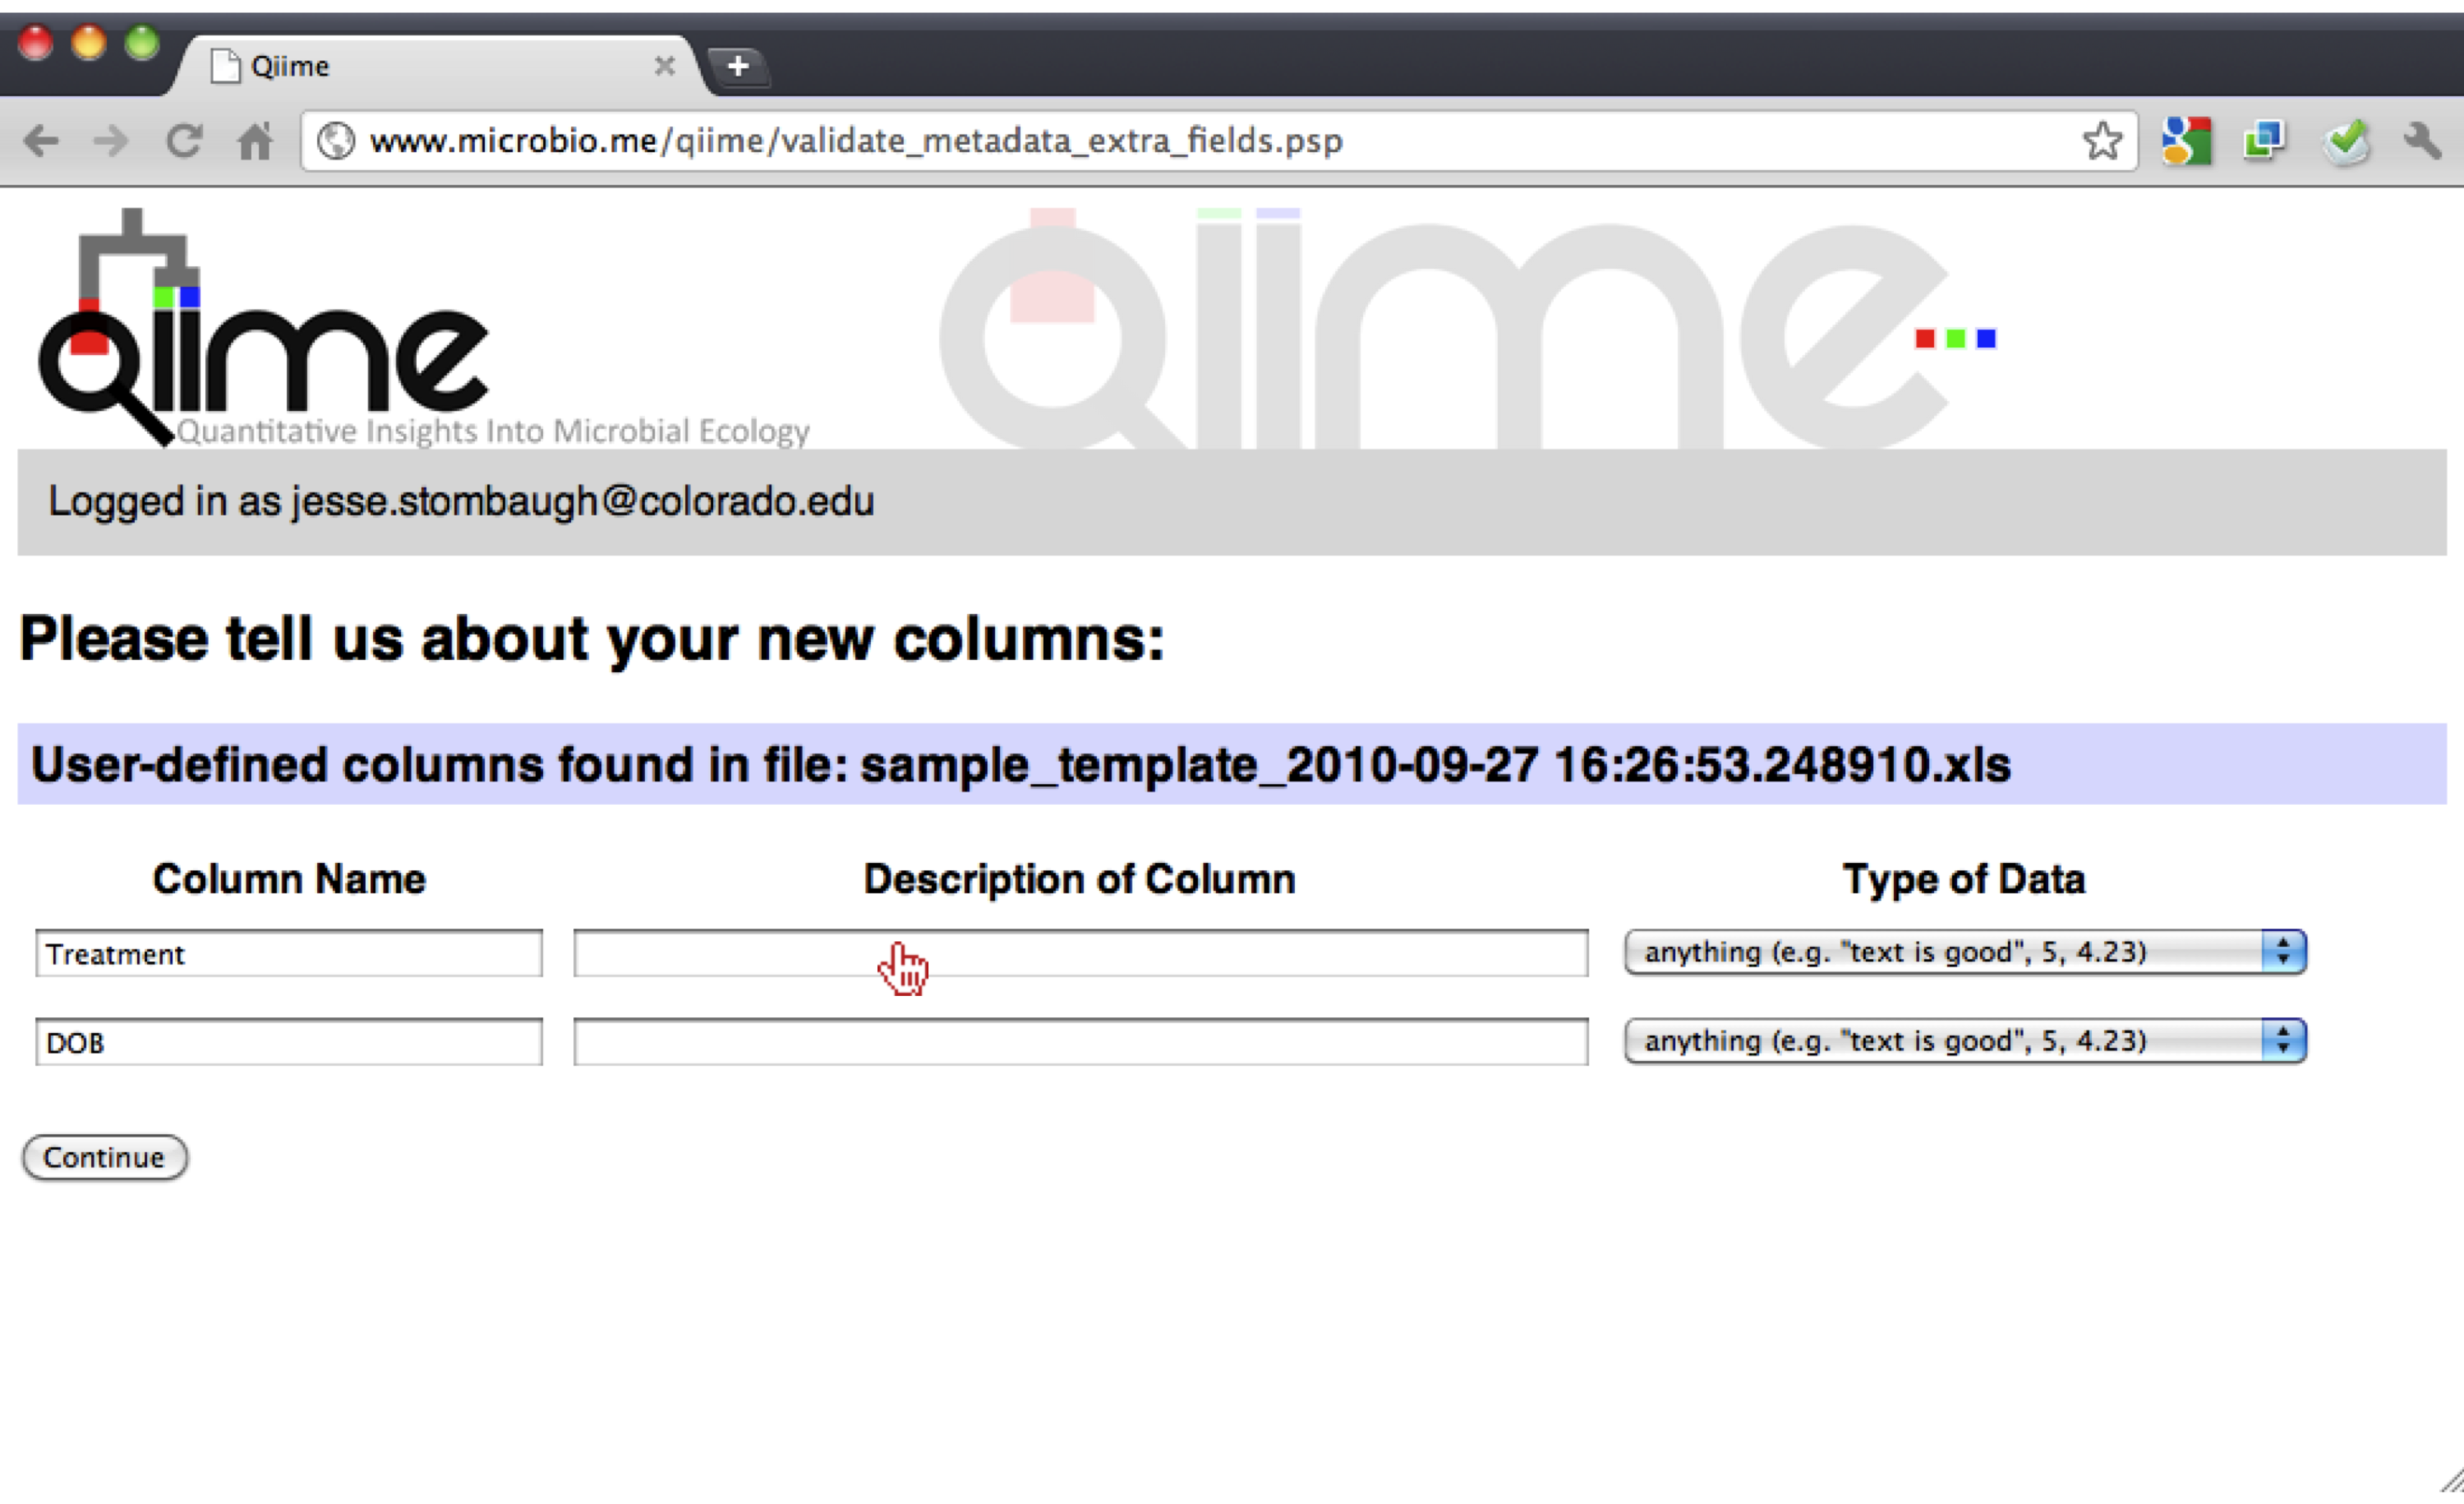 Qiime
www.microbio.me/qiime/validate_metadata_extra_fields.psp
qiime
qiime
Quantitative Insights Into Microbial Ecology
Logged in as jesse.stombaugh@colorado.edu
Please tell us about your new columns:
User-defined columns found in file: sample_template_2010-09-27 16:26:53.248910.xls
Column Name Description of Column Type of Data
Treatment anything (e.g. "text is good", 5, 4.23)
DOB anything (e.g. "text is good", 5, 4.23)
Continue